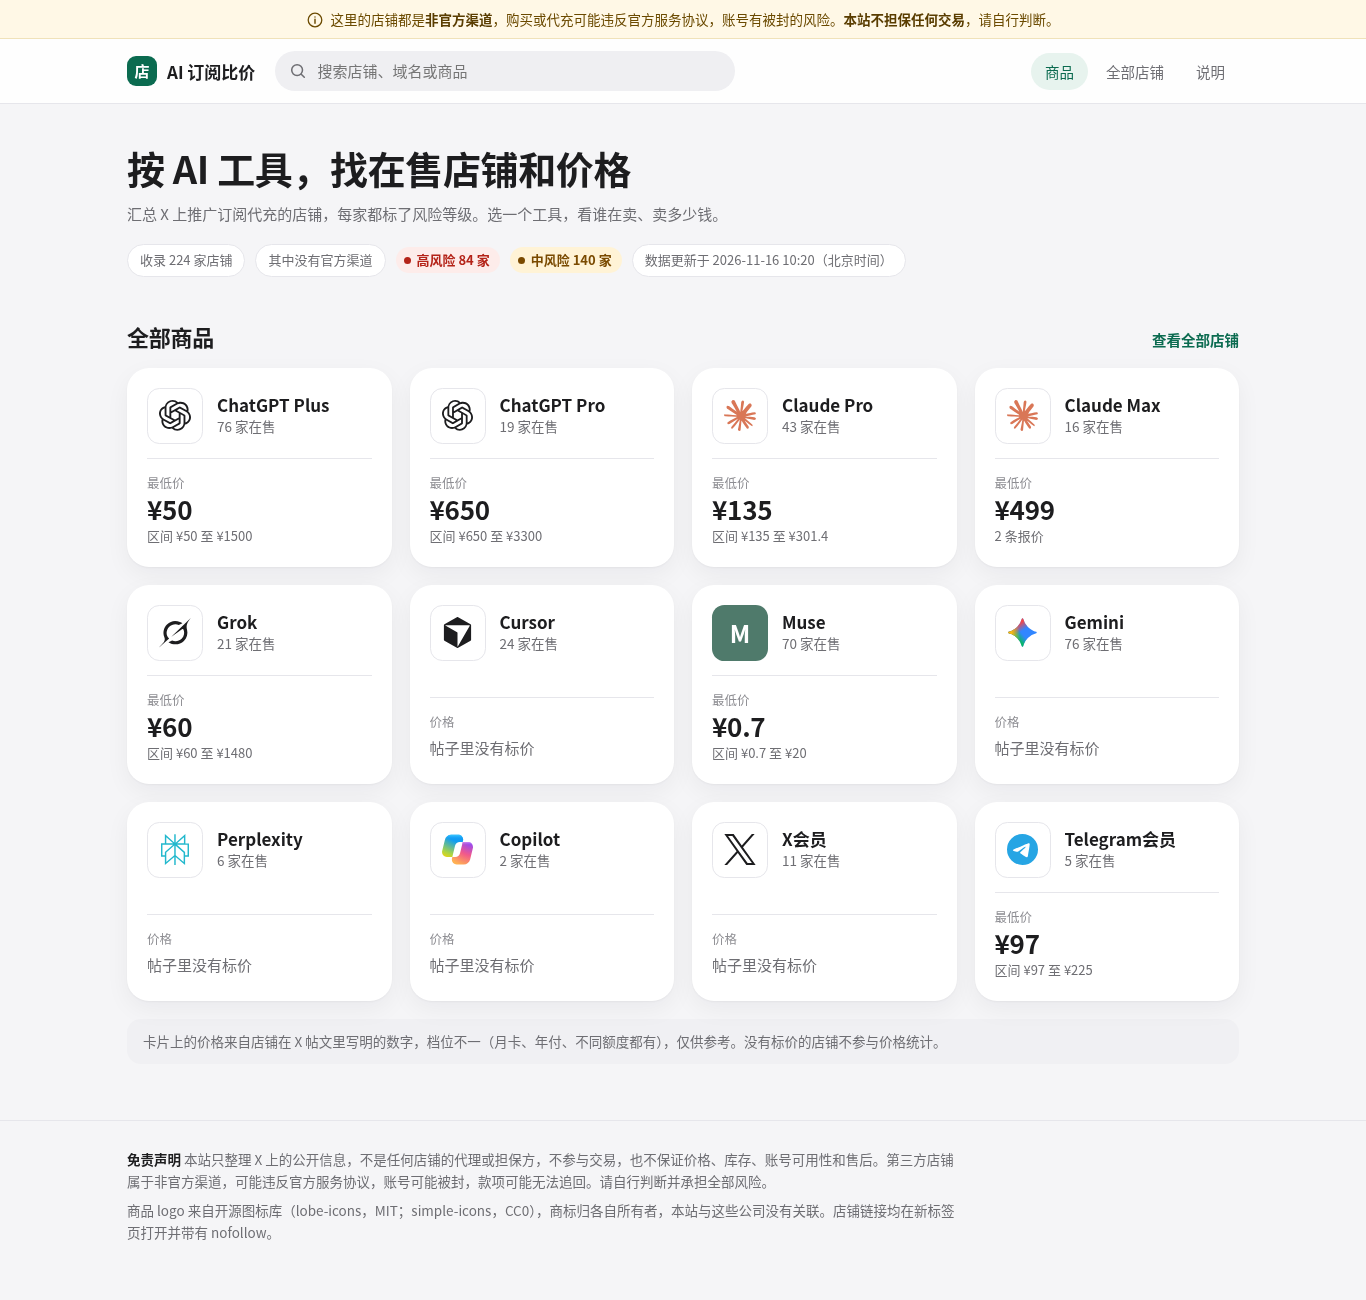 这里的店铺都是非官方渠道，购买或代充可能违反官方服务协议，账号有被封的风险。本站不担保任何交易，请自行判断。
店 AI 订阅比价 搜索店铺、域名或商品 商品 全部店铺 说明
按 AI 工具，找在售店铺和价格
汇总 X 上推广订阅代充的店铺，每家都标了风险等级。选一个工具，看谁在卖、卖多少钱。
收录 224 家店铺 其中没有官方渠道 高风险 84 家 中风险 140 家 数据更新于 2026-11-16 10:20（北京时间）
全部商品 查看全部店铺
ChatGPT Plus
76 家在售
最低价
¥50
区间 ¥50 至 ¥1500
ChatGPT Pro
19 家在售
最低价
¥650
区间 ¥650 至 ¥3300
Claude Pro
43 家在售
最低价
¥135
区间 ¥135 至 ¥301.4
Claude Max
16 家在售
最低价
¥499
2 条报价
Grok
21 家在售
最低价
¥60
区间 ¥60 至 ¥1480
Cursor
24 家在售
价格
帖子里没有标价
M
Muse
70 家在售
最低价
¥0.7
区间 ¥0.7 至 ¥20
Gemini
76 家在售
价格
帖子里没有标价
Perplexity
6 家在售
价格
帖子里没有标价
Copilot
2 家在售
价格
帖子里没有标价
X会员
11 家在售
价格
帖子里没有标价
Telegram会员
5 家在售
最低价
¥97
区间 ¥97 至 ¥225
卡片上的价格来自店铺在 X 帖文里写明的数字，档位不一（月卡、年付、不同额度都有），仅供参考。没有标价的店铺不参与价格统计。
免责声明 本站只整理 X 上的公开信息，不是任何店铺的代理或担保方，不参与交易，也不保证价格、库存、账号可用性和售后。第三方店铺
属于非官方渠道，可能违反官方服务协议，账号可能被封，款项可能无法追回。请自行判断并承担全部风险。
商品 logo 来自开源图标库（lobe-icons，MIT；simple-icons，CC0），商标归各自所有者，本站与这些公司没有关联。店铺链接均在新标签
页打开并带有 nofollow。